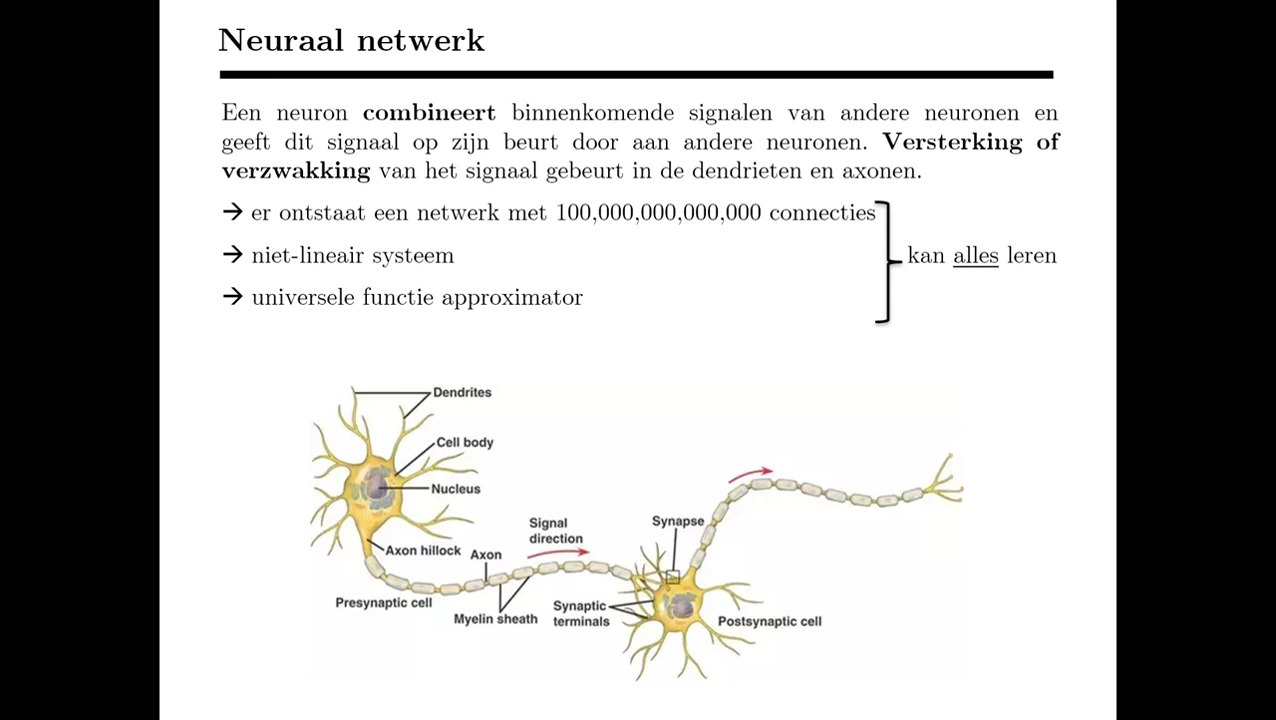 Neuraal netwerk
Een neuron combineert binnenkomende signalen van andere neuronen en
geeft dit signaal op zijn beurt door aan andere neuronen. Versterking of
verzwakking van het signaal gebeurt in de dendrieten en axonen.
→ er ontstaat een netwerk met 100,000,000,000,000 connecties
→ niet-lineair systeem
kan alles leren
→ universele functie approximator
Dendrites
Cell body
Nucleus
Signal
direction
Synapse
Axon hillock
Axon
Presynaptic cell
Myelin sheath
Synaptic
terminals
Postsynaptic cell